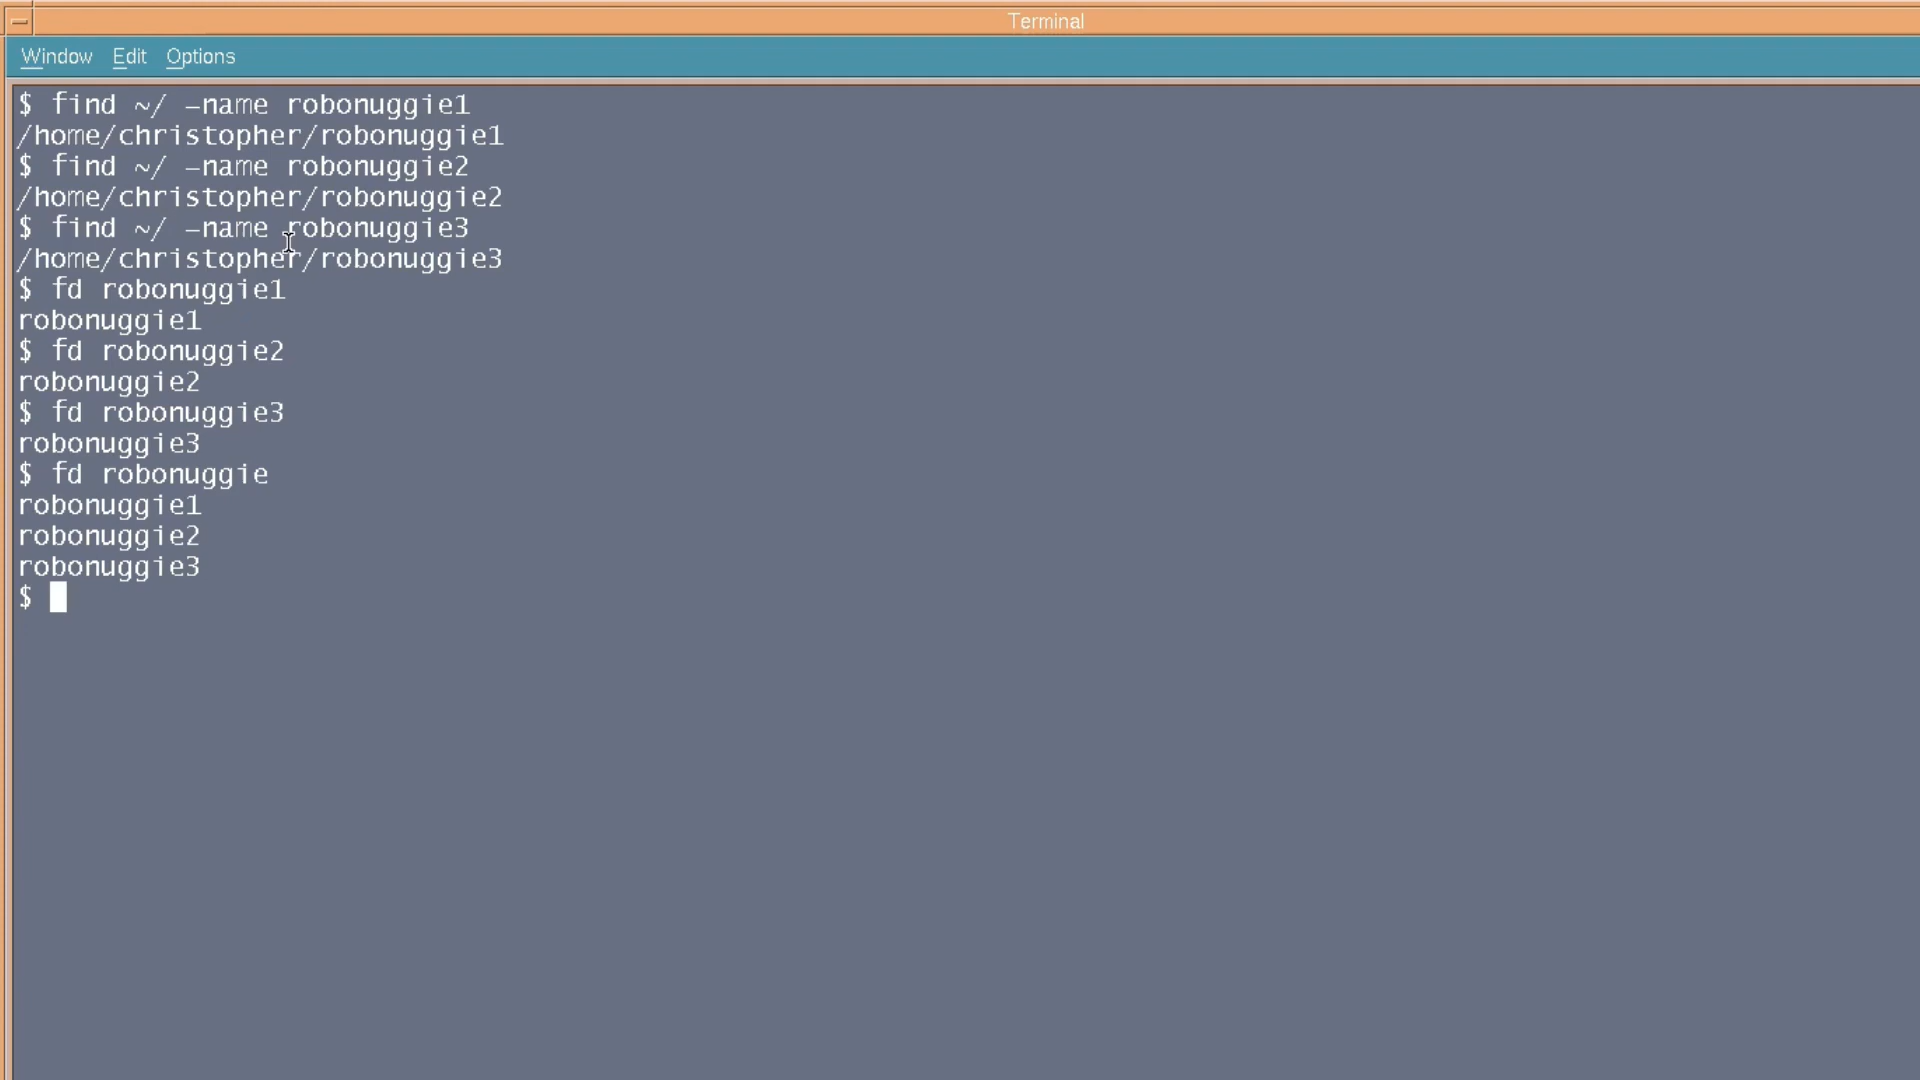 Terminal
Window Edit Options
$ find ~/ -name robonuggie1
/home/christopher/robonuggie1
$ find ~/ -name robonuggie2
/home/christopher/robonuggie2
$ find ~/ -name robonuggie3
/home/christopher/robonuggie3
$ fd robonuggie1
robonuggie1
$ fd robonuggie2
robonuggie2
$ fd robonuggie3
robonuggie3
$ fd robonuggie
robonuggie1
robonuggie2
robonuggie3
$